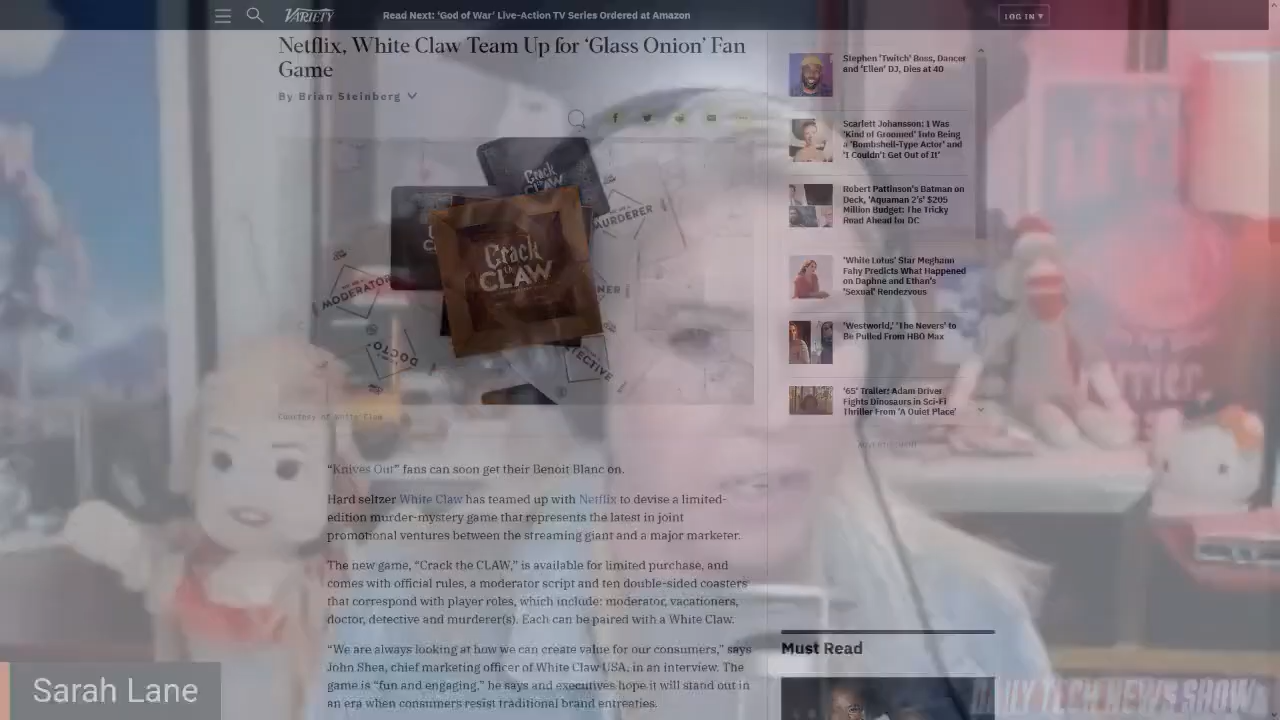 VARIETY
Read Next: ‘God of War’ Live-Action TV Series Ordered at Amazon
LOG IN
Netflix, White Claw Team Up for ‘Glass Onion’ Fan
Game
By Brian Steinberg
Crack
CLAW
MURDERER
Crack
THE
CLAW
MODERATOR
DOCTO
Courtesy of White Claw
“Knives Out” fans can soon get their Benoit Blanc on.
Hard seltzer White Claw has teamed up with Netflix to devise a limited-
edition murder-mystery game that represents the latest in joint
promotional ventures between the streaming giant and a major marketer.
The new game, “Crack the CLAW,” is available for limited purchase, and
comes with official rules, a moderator script and ten double-sided coasters
that correspond with player roles, which include: moderator, vacationers,
doctor, detective and murderer(s). Each can be paired with a White Claw.
“We are always looking at how we can create value for our consumers,” says
John Shea, chief marketing officer of White Claw USA, in an interview. The
game is “fun and engaging,” he says and executives hope it will stand out in
an era when consumers resist traditional brand entreaties.
Stephen ‘Twitch’ Boss, Dancer
and ‘Ellen’ DJ, Dies at 40
Scarlett Johansson: I Was
‘Kind of Groomed’ Into Being
a ‘Bombshell-Type Actor’ and
‘I Couldn’t Get Out of It’
Robert Pattinson’s Batman on
Deck, ‘Aquaman 2’s’ $205
Million Budget: The Tricky
Road Ahead for DC
‘White Lotus’ Star Meghann
Fahy Predicts What Happened
on Daphne and Ethan’s
‘Sexual’ Rendezvous
‘Westworld,’ ‘The Nevers’ to
Be Pulled From HBO Max
‘65’ Trailer: Adam Driver
Fights Dinosaurs in Sci-Fi
Thriller From ‘A Quiet Place’
ADVERTISEMENT
Must Read
Sarah Lane
DAILY TECH NEWS SHOW